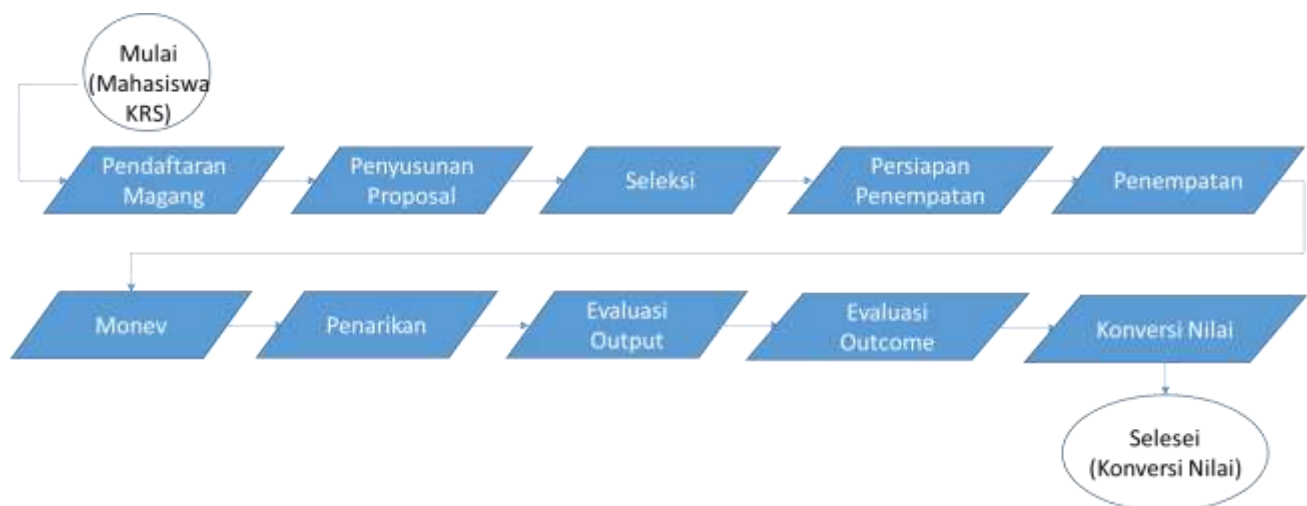 Mulai
(Mahasiswa
KRS)
Pendaftaran
Magang
Penyusunan
Proposal
Seleksi
Persiapan
Penempatan
Penempatan
Monev
Penarikan
Evaluasi
Output
Evaluasi
Outcome
Konversi Nilai
Selesei
(Konversi Nilai)